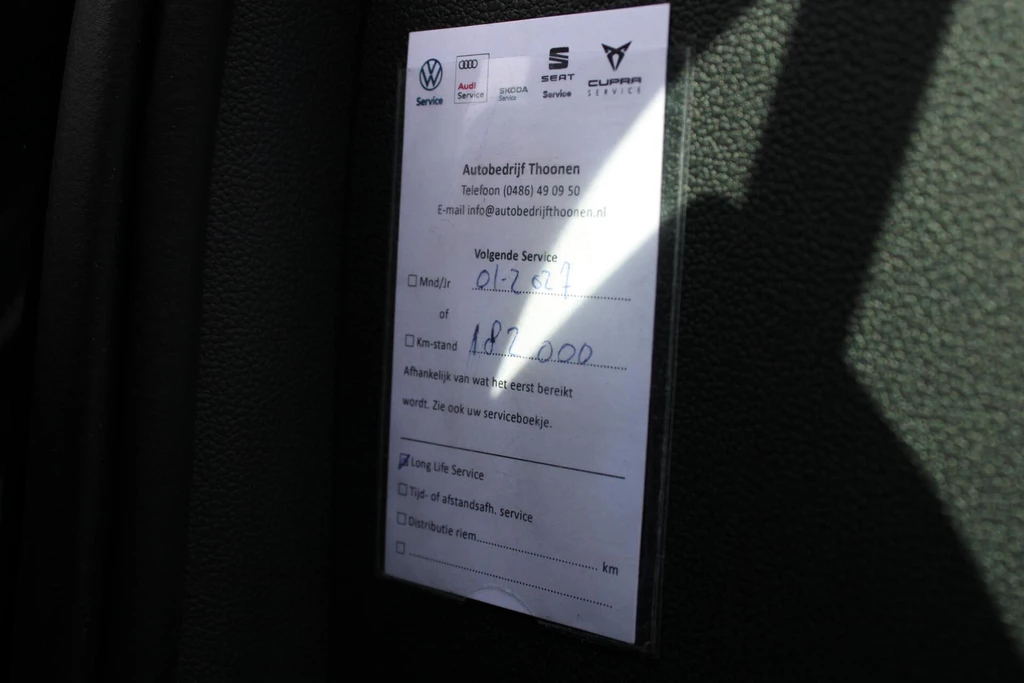 Service
Audi
Service
SKODA
Service
SEAT
Service
CUPRA
SERVICE
Autobedrijf Thoonen
Telefoon (0486) 49 09 50
E-mail info@autobedrijfthoonen.nl
Volgende Service
Mnd/Jr 01-2027
of
Km-stand 182 000
Afhankelijk van wat het eerst bereikt
wordt. Zie ook uw serviceboekje.
Long Life Service
Tijd- of afstandsafh. service
Distributie riem.............................. km